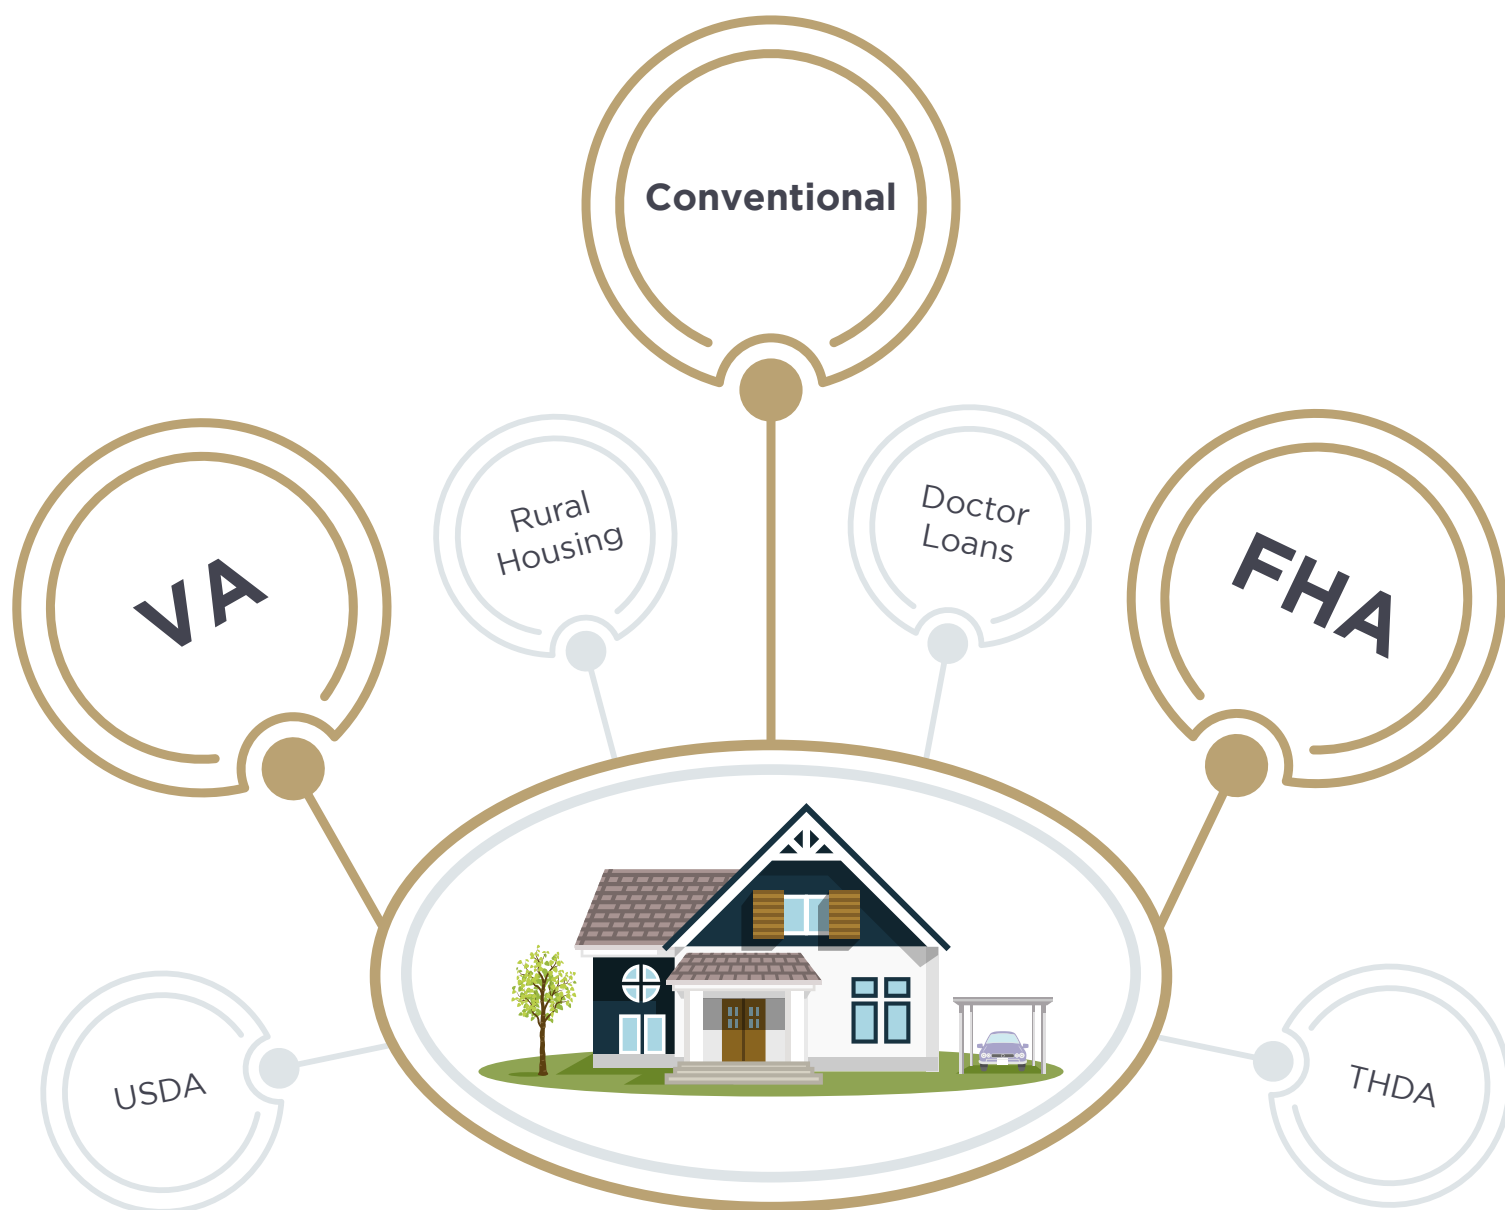 Conventional
Rural
Housing
Doctor
Loans
VA
FHA
USDA
THDA